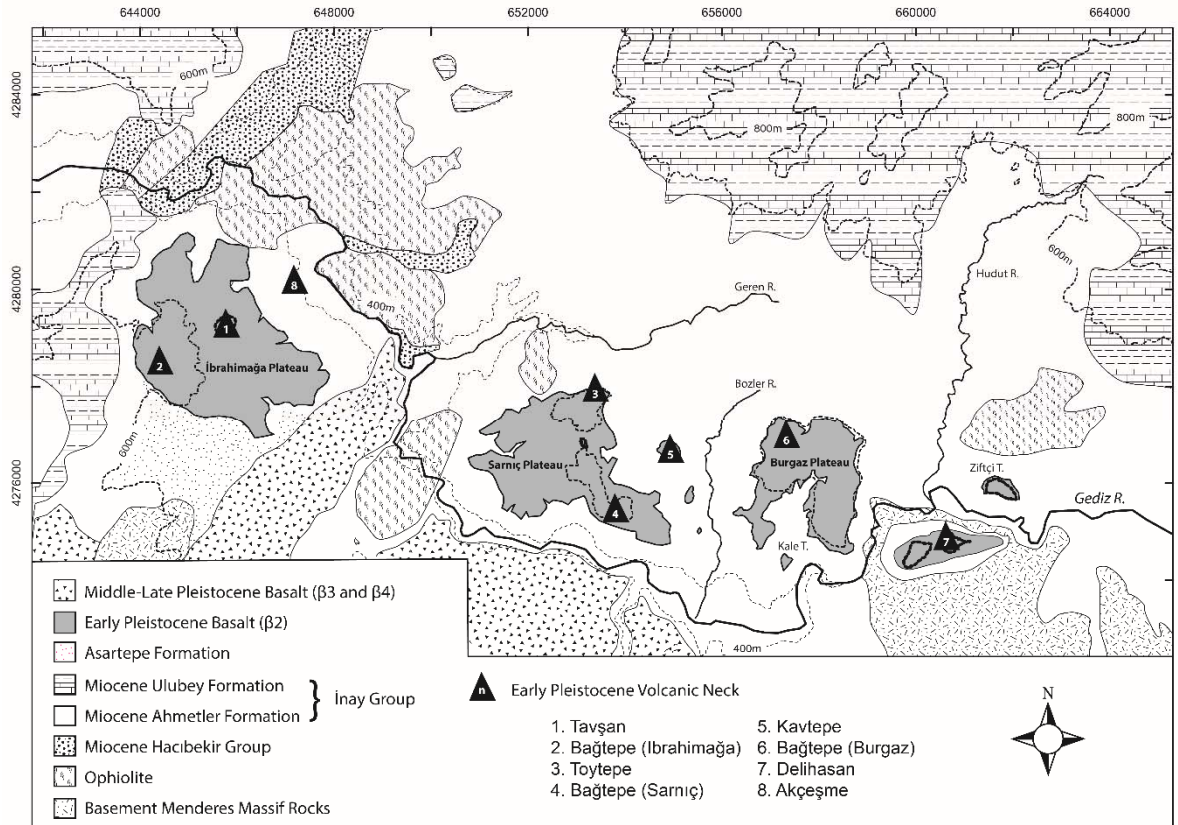 644000 648000 652000 656000 660000 664000
4284000
4280000
4276000
600m
800m
800m
600m
400m
600m
400m
Hudut R.
Geren R.
Bozler R.
Gediz R.
Ziftçi T.
Kale T.
İbrahimağa Plateau
Sarnıç Plateau
Burgaz Plateau
1
2
3
4
5
6
7
8
Middle-Late Pleistocene Basalt (β3 and β4)
Early Pleistocene Basalt (β2)
Asartepe Formation
Miocene Ulubey Formation
Miocene Ahmetler Formation
} İnay Group
Miocene Hacıbekir Group
Ophiolite
Basement Menderes Massif Rocks
n Early Pleistocene Volcanic Neck
1. Tavşan
2. Bağtepe (Ibrahimağa)
3. Toytepe
4. Bağtepe (Sarnıç)
5. Kavtepe
6. Bağtepe (Burgaz)
7. Delihasan
8. Akçeşme
N